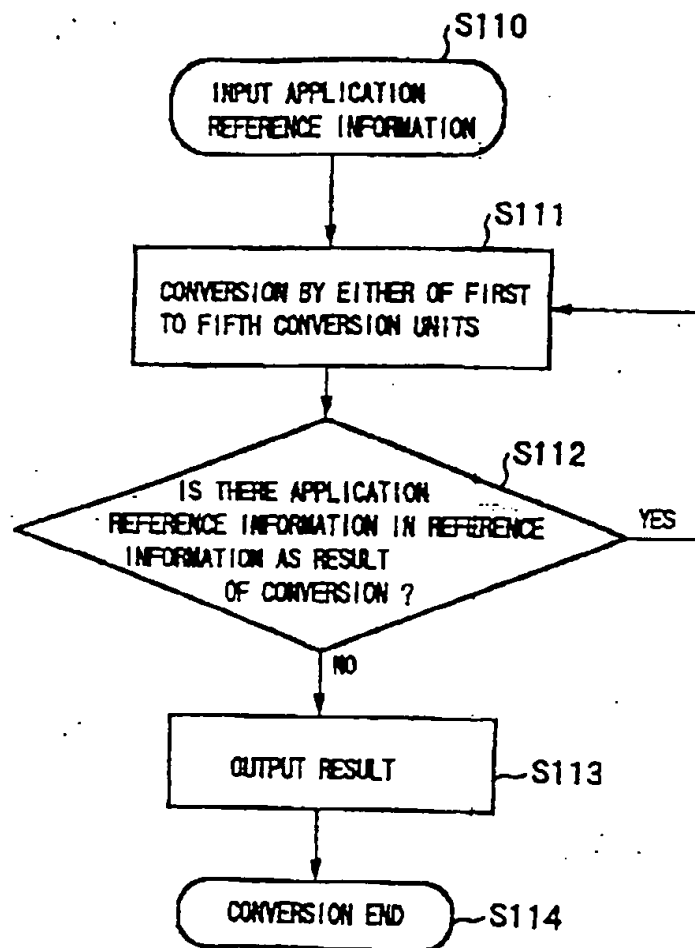 S110
INPUT APPLICATION
REFERENCE INFORMATION
S111
CONVERSION BY EITHER OF FIRST
TO FIFTH CONVERSION UNITS
S112
IS THERE APPLICATION
REFERENCE INFORMATION IN REFERENCE
INFORMATION AS RESULT
OF CONVERSION ?
YES
NO
OUTPUT RESULT
S113
CONVERSION END
S114